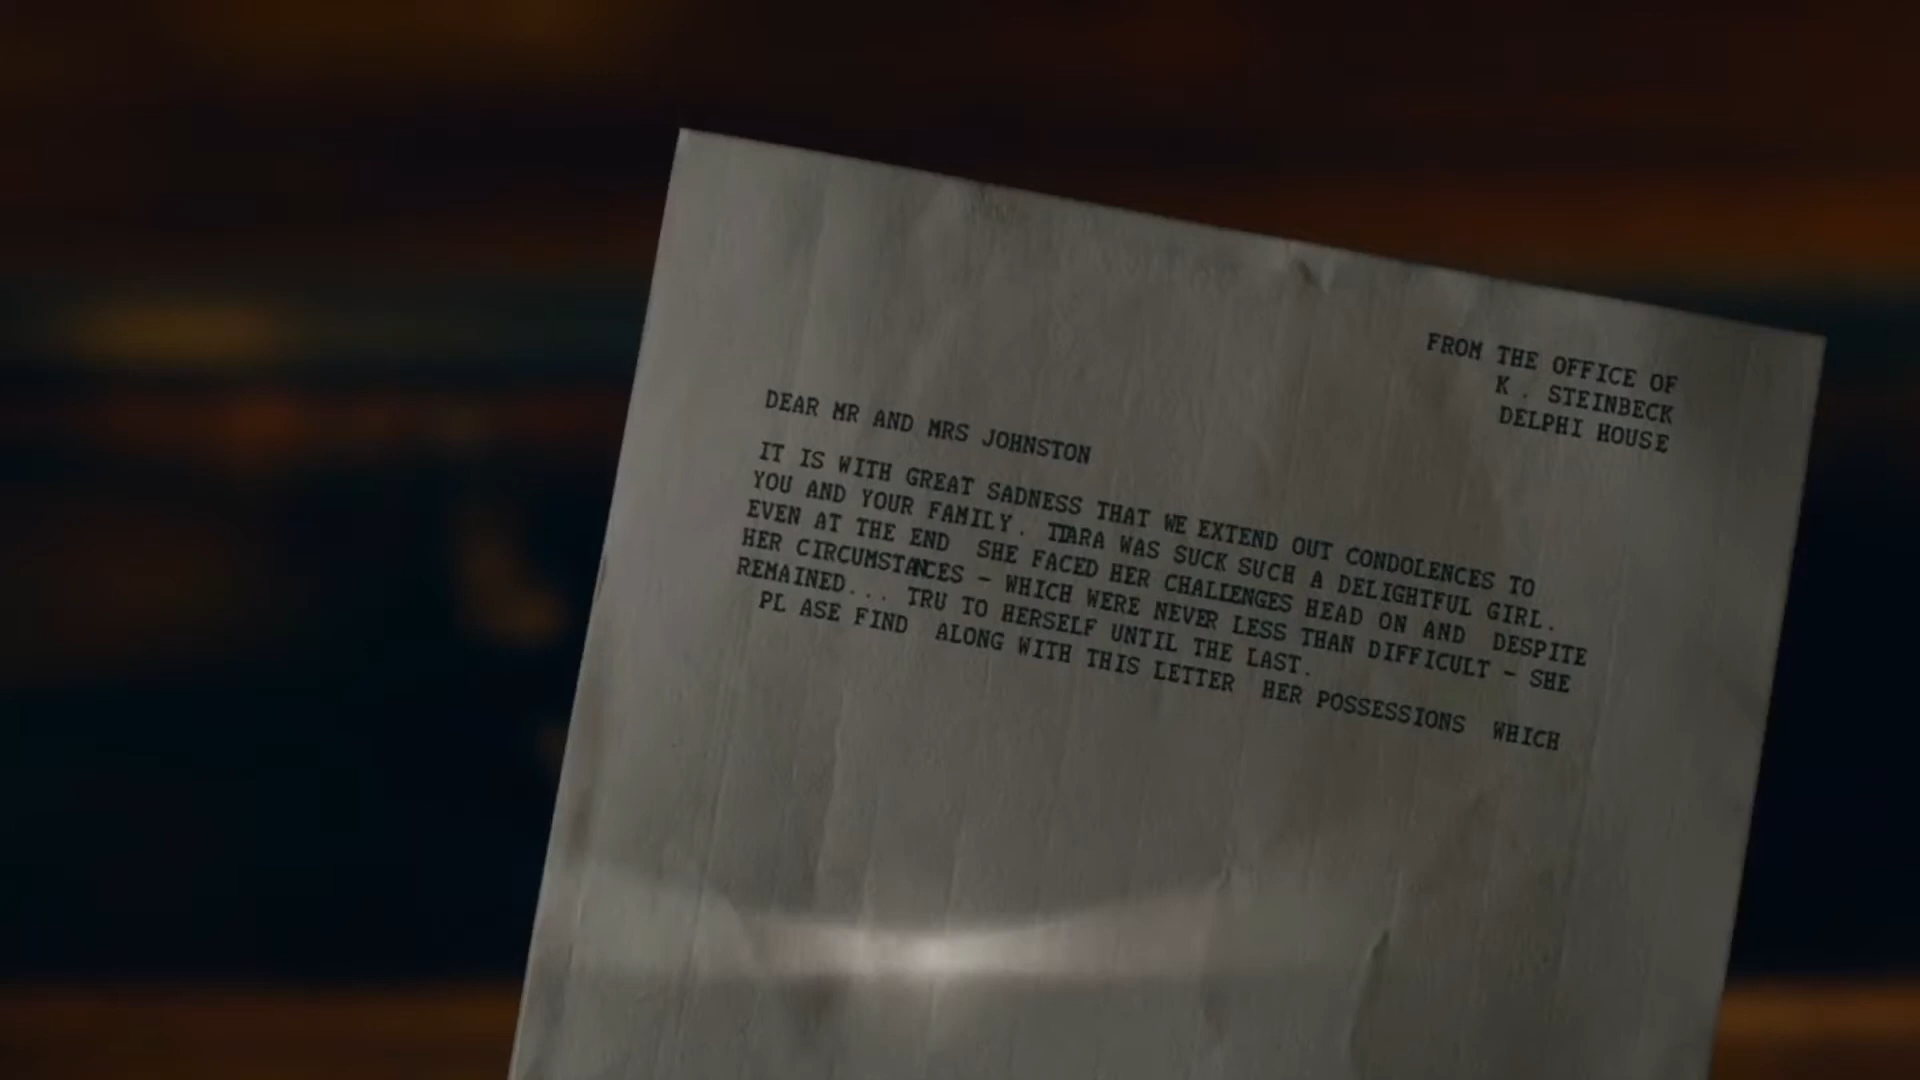 FROM THE OFFICE OF
K . STEINBECK
DELPHI HOUSE
DEAR MR AND MRS JOHNSTON
IT IS WITH GREAT SADNESS THAT WE EXTEND OUT CONDOLENCES TO
YOU AND YOUR FAMILY. TIARA WAS SUCK SUCH A DELIGHTFUL GIRL.
EVEN AT THE END SHE FACED HER CHALLENGES HEAD ON AND DESPITE
HER CIRCUMSTANCES - WHICH WERE NEVER LESS THAN DIFFICULT - SHE
REMAINED... TRU TO HERSELF UNTIL THE LAST.
PL ASE FIND ALONG WITH THIS LETTER HER POSSESSIONS WHICH